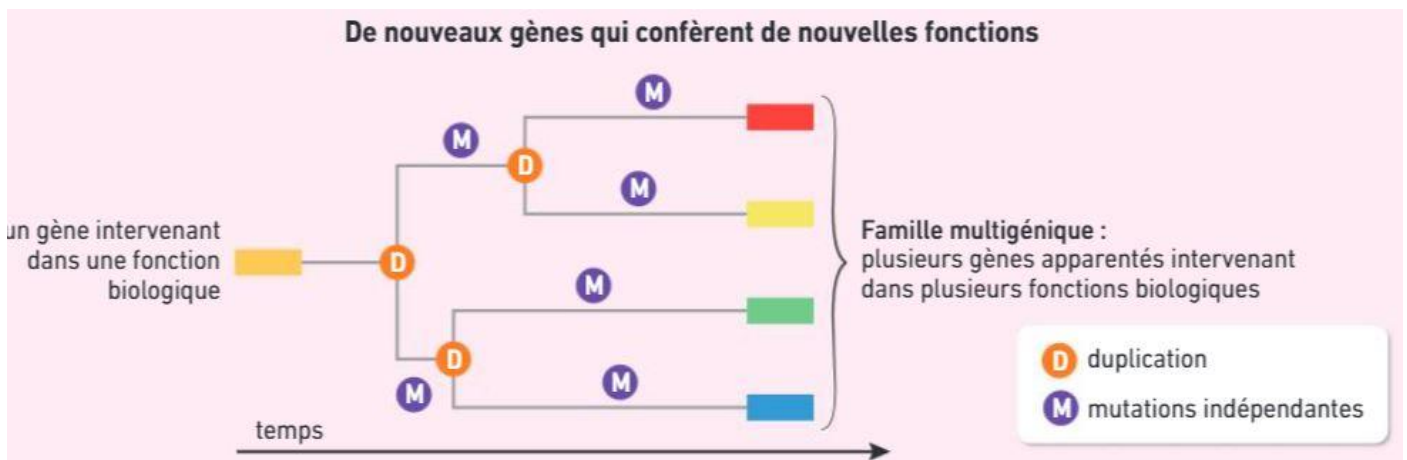 De nouveaux gènes qui confèrent de nouvelles fonctions
M
M
D
M
un gène intervenant
dans une fonction
biologique
D
Famille multigénique :
plusieurs gènes apparentés intervenant
dans plusieurs fonctions biologiques
M
D
M
M
D duplication
M mutations indépendantes
temps